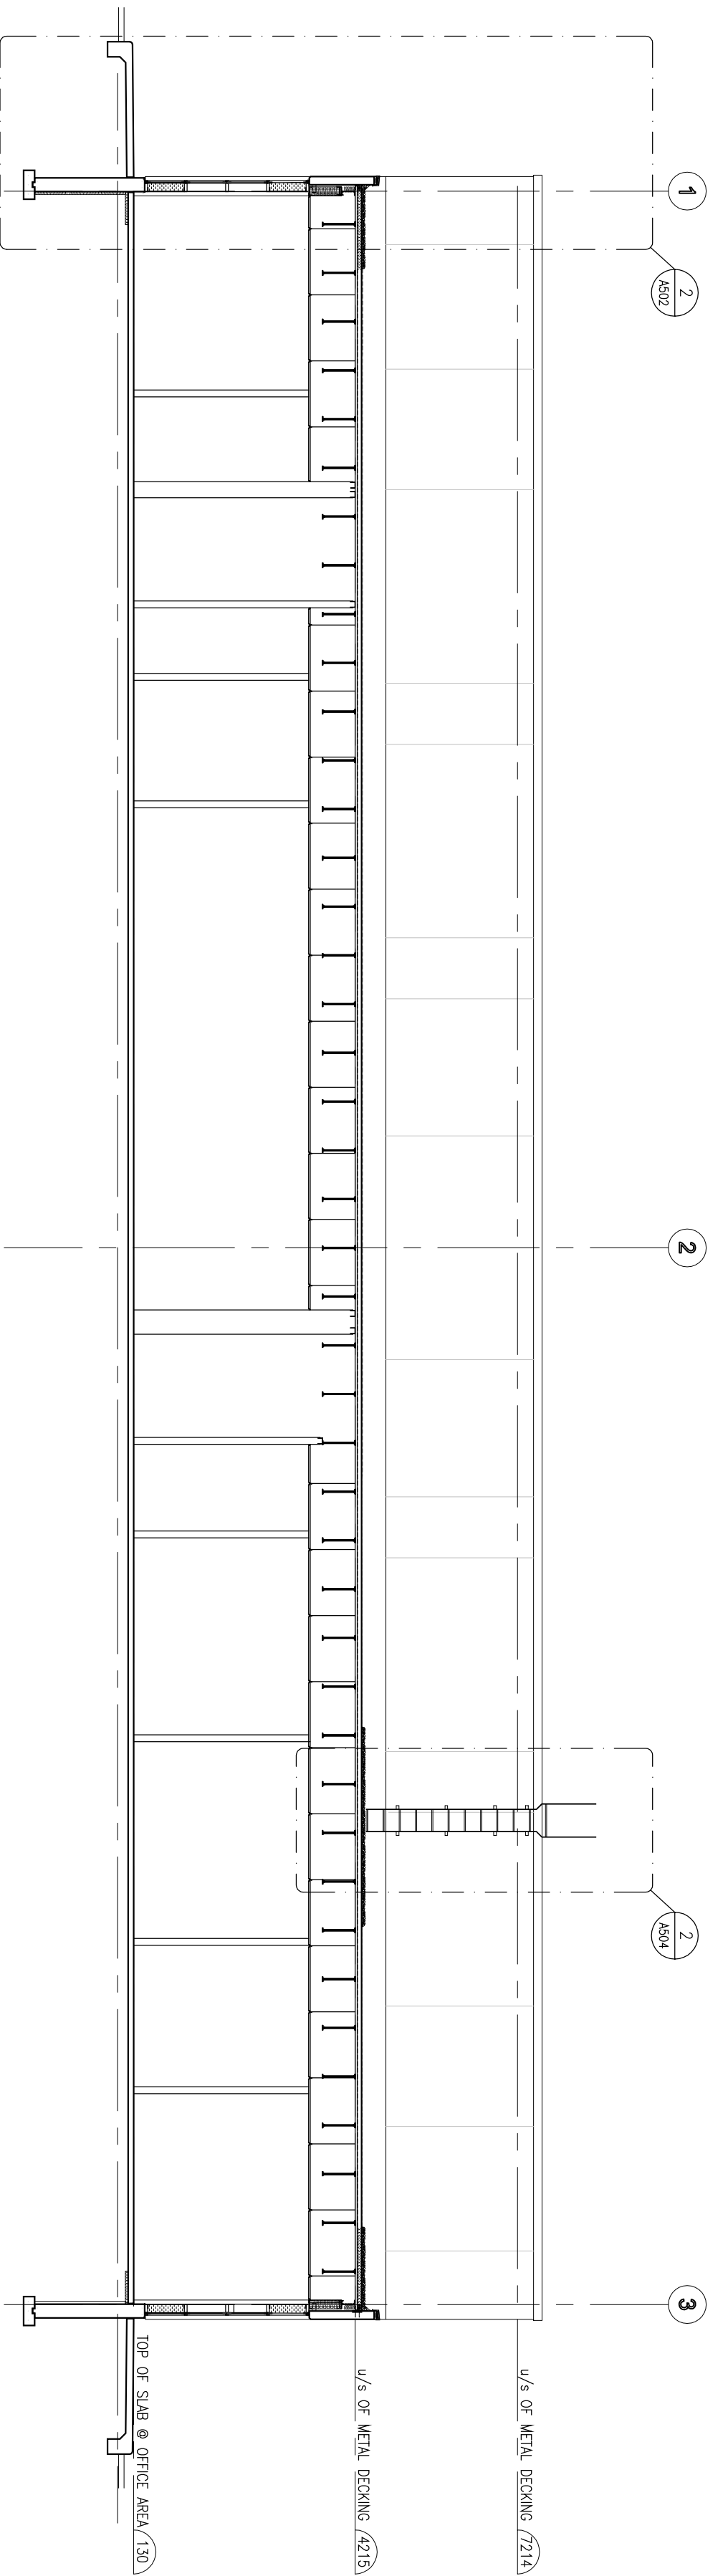 1
2
A502
2
2
A504
3
u/s OF METAL DECKING 7214
u/s OF METAL DECKING 4215
TOP OF SLAB @ OFFICE AREA 130